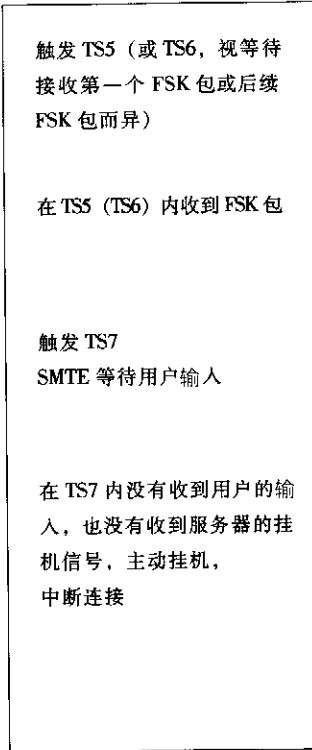 触发 TS5（或 TS6，视等待
接收第一个 FSK 包或后续
FSK 包而异）
在 TS5（TS6）内收到 FSK 包
触发 TS7
SMTE 等待用户输入
在 TS7 内没有收到用户的输
入，也没有收到服务器的挂
机信号，主动挂机，
中断连接